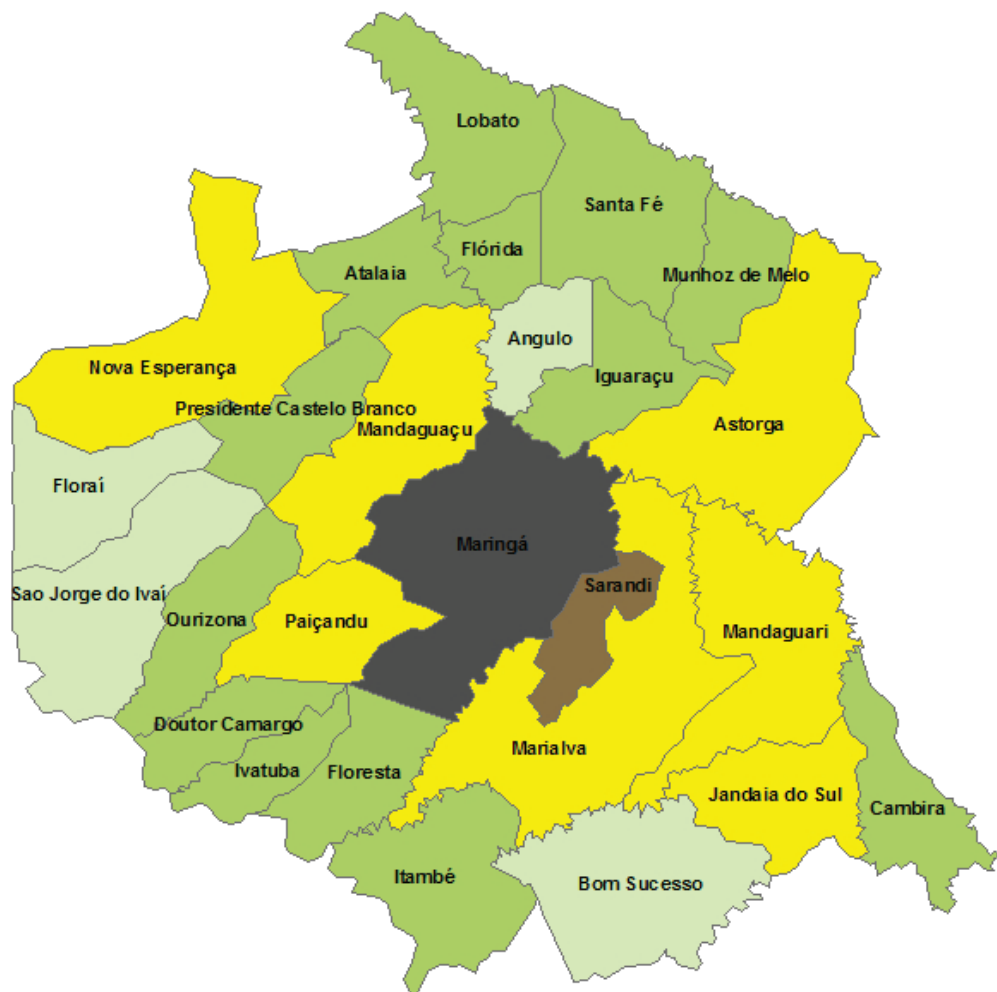 Lobato
Santa Fé
Flórida
Atalaia
Munhoz de Melo
Angulo
Nova Esperança
Iguaraçu
Presidente Castelo Branco
Mandaguaçu
Astorga
Floraí
Maringá
Sarandi
Sao Jorge do Ivaí
Ourizona
Paiçandu
Mandaguari
Doutor Camargo
Marialva
Ivatuba
Floresta
Jandaia do Sul
Cambira
Itambé
Bom Sucesso